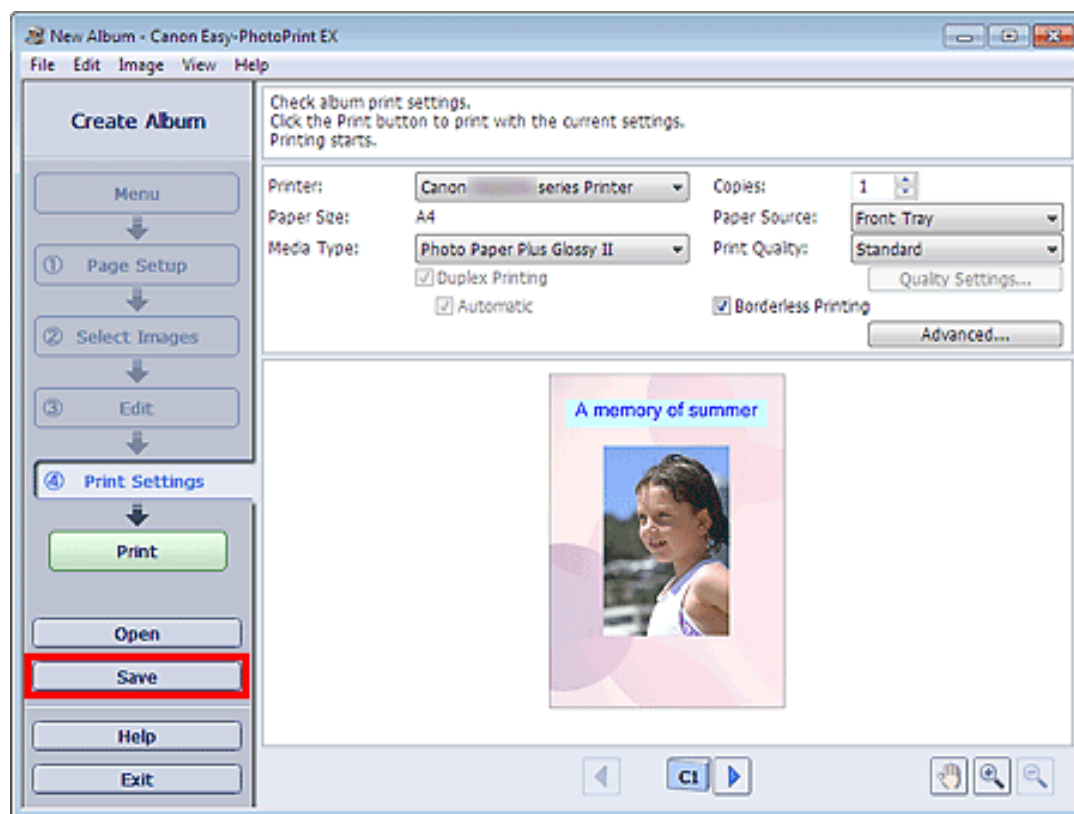 New Album - Canon Easy-PhotoPrint EX
File Edit Image View Help
Create Album
Check album print settings.
Click the Print button to print with the current settings.
Printing starts.
Menu
① Page Setup
② Select Images
③ Edit
④ Print Settings
Print
Open
Save
Help
Exit
Printer: Canon series Printer Copies: 1
Paper Size: A4 Paper Source: Front Tray
Media Type: Photo Paper Plus Glossy II Print Quality: Standard
Duplex Printing Quality Settings...
Automatic Borderless Printing
Advanced...
A memory of summer
C1